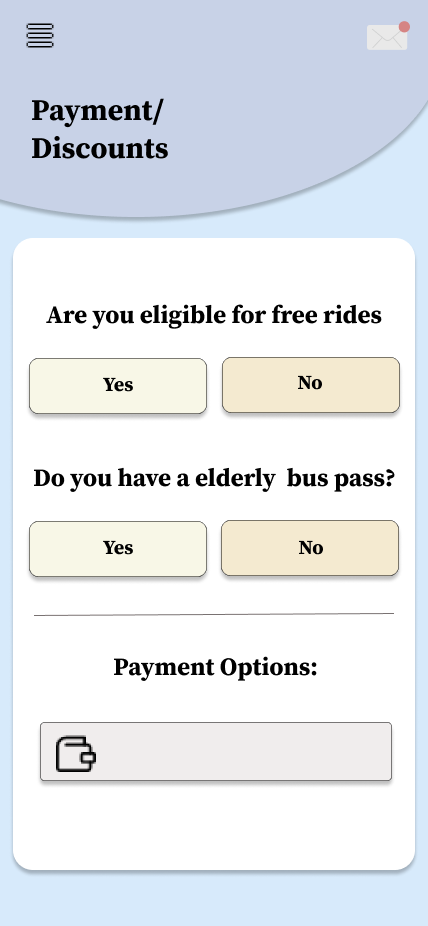 Payment/
Discounts
Are you eligible for free rides
Yes
No
Do you have a elderly  bus pass?
Yes
No
Payment Options: